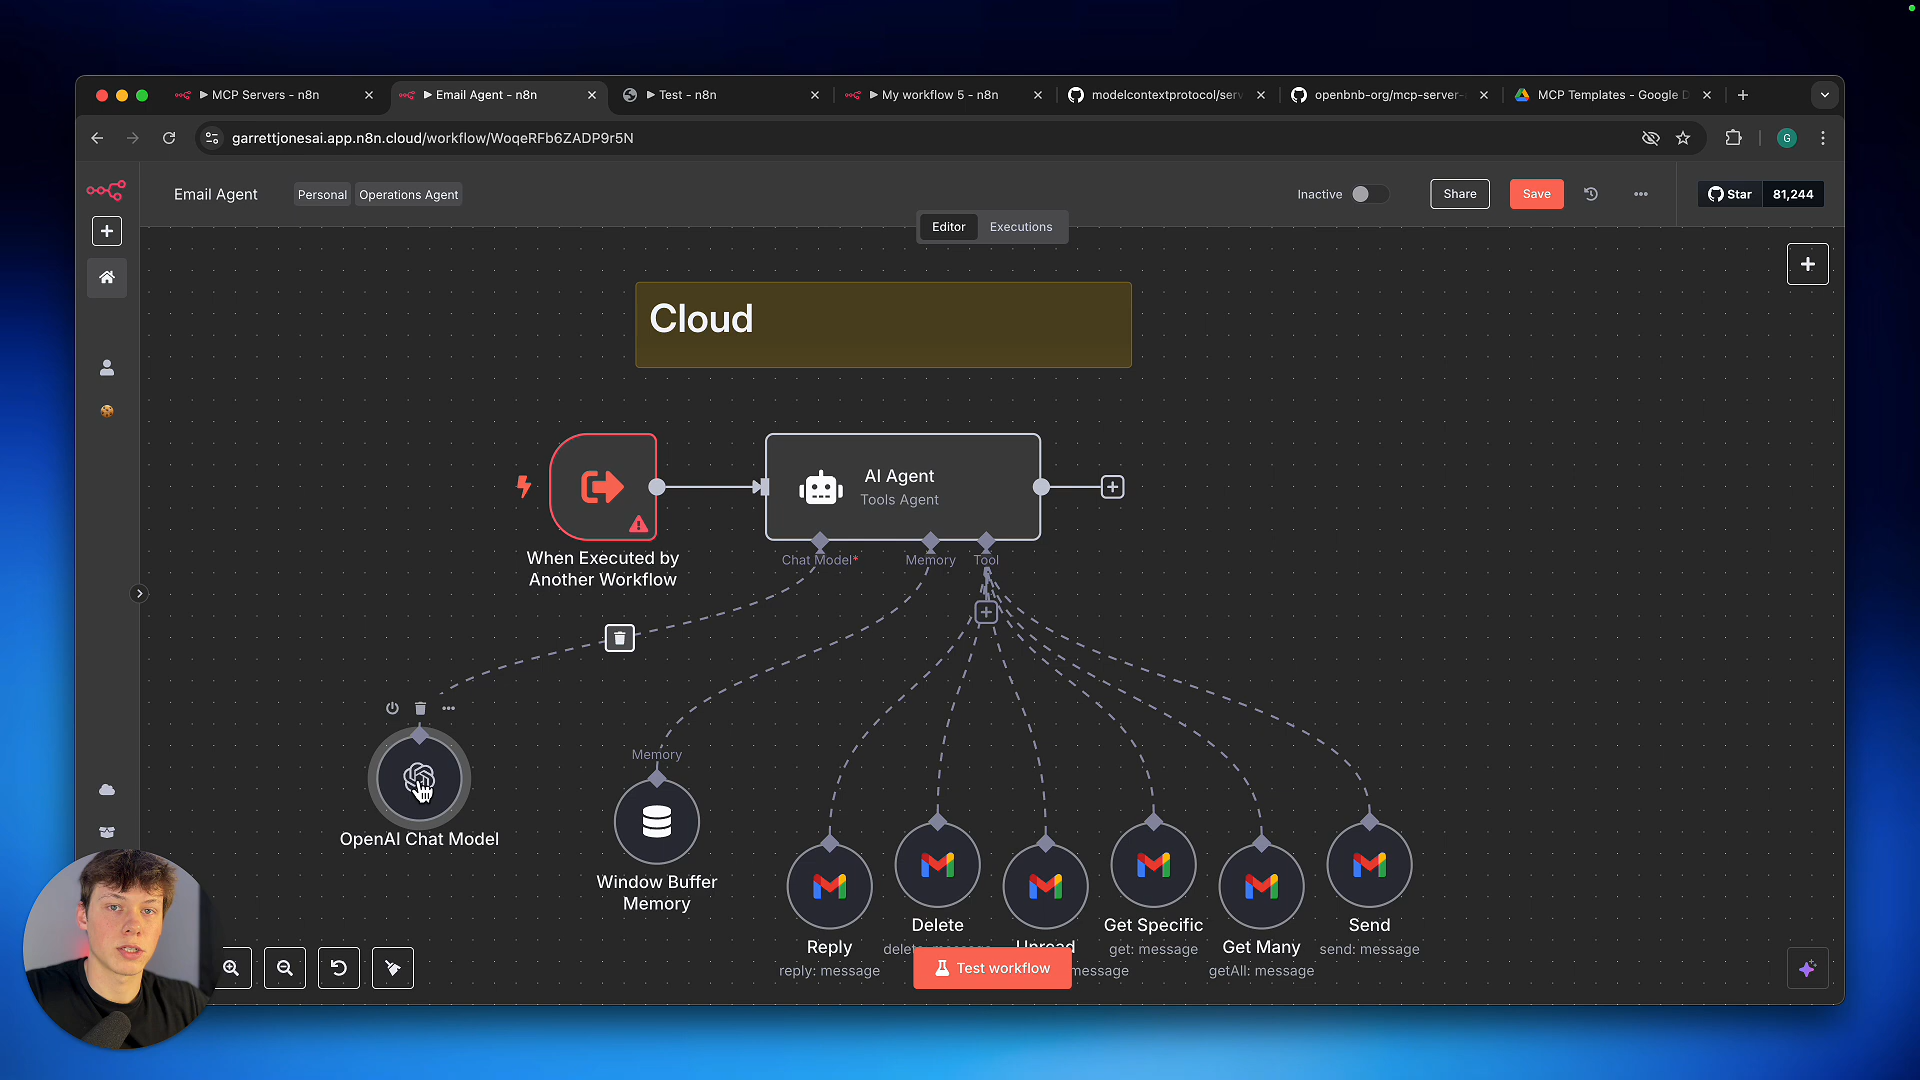 MCP Servers - n8n
Email Agent - n8n
Test - n8n
My workflow 5 - n8n
modelcontextprotocol/serv
openbnb-org/mcp-server-
MCP Templates - Google D
garrettjonesai.app.n8n.cloud/workflow/WoqeRFb6ZADP9r5N
G
Email Agent
Personal
Operations Agent
Inactive
Share
Save
Star
81,244
Editor
Executions
Cloud
AI Agent
Tools Agent
When Executed by
Another Workflow
Chat Model*
Memory
Tool
Memory
OpenAI Chat Model
Window Buffer
Memory
Reply
reply: message
Delete
Unread
message
Get Specific
get: message
Get Many
getAll: message
Send
send: message
Test workflow